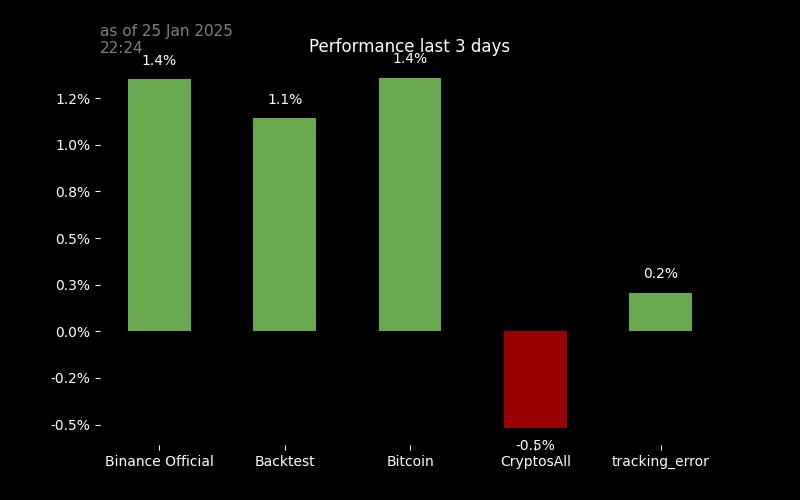 as of 25 Jan 2025
22:24
Performance last 3 days
1.4%
1.1%
1.4%
-0.5%
0.2%
1.2%
1.0%
0.8%
0.5%
0.3%
0.0%
-0.2%
-0.5%
Binance Official
Backtest
Bitcoin
CryptosAll
tracking_error